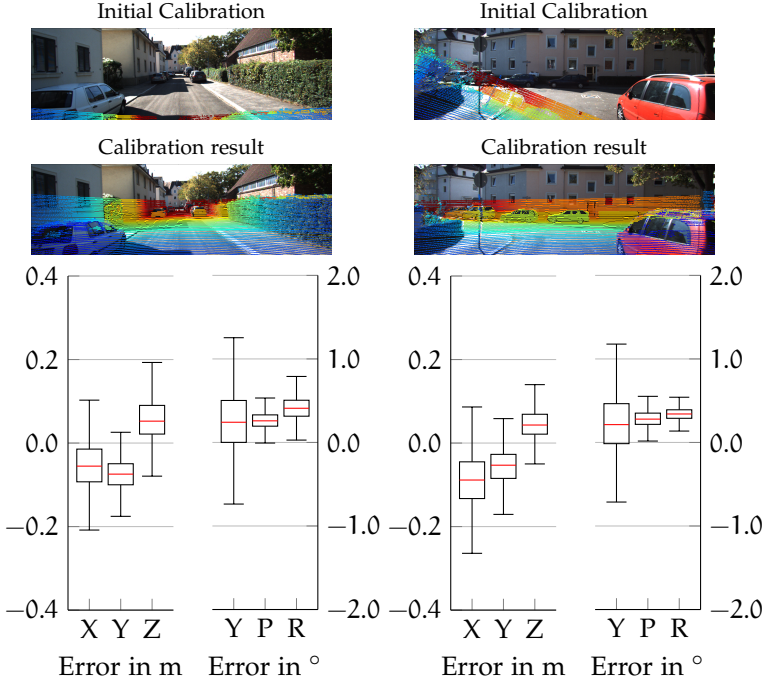 Initial Calibration
Initial Calibration
Calibration result
Calibration result
0.4
0.2
0.0
−0.2
−0.4
X Y Z
Error in m
2.0
1.0
0.0
−1.0
−2.0
Y P R
Error in °
0.4
0.2
0.0
−0.2
−0.4
X Y Z
Error in m
2.0
1.0
0.0
−1.0
−2.0
Y P R
Error in °